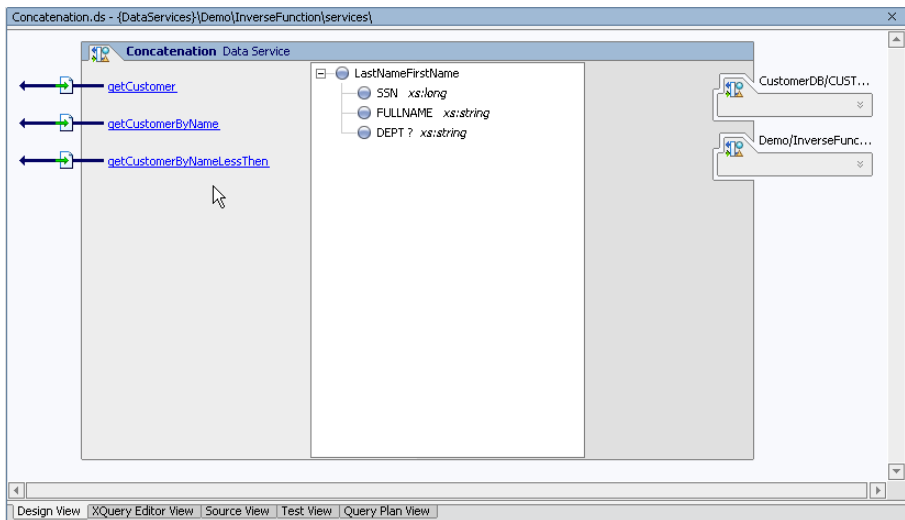 Concatenation.ds - {DataServices}\Demo\InverseFunction\services\
Concatenation Data Service
getCustomer
getCustomerByName
getCustomerByNameLessThen
LastNameFirstName
SSN xs:long
FULLNAME xs:string
DEPT ? xs:string
CustomerDB/CUST...
Demo/InverseFunc...
Design View XQuery Editor View Source View Test View Query Plan View